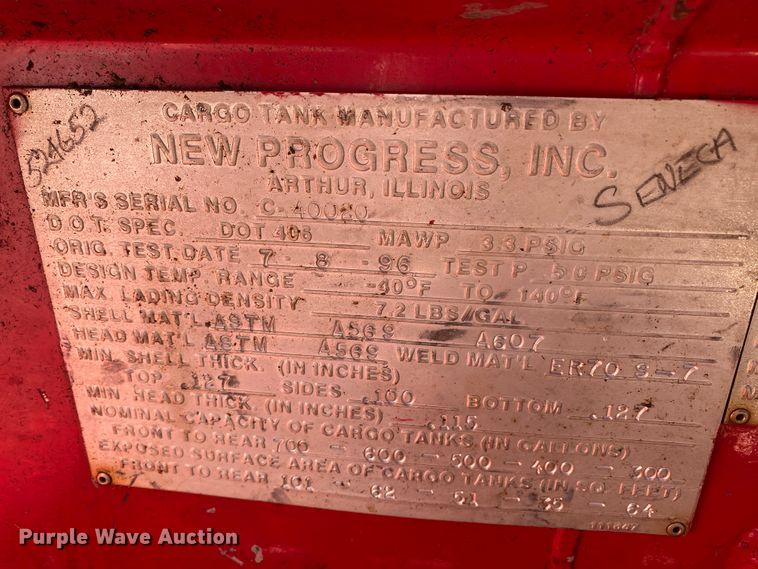 524652
CARGO TANK MANUFACTURED BY
NEW PROGRESS, INC.
ARTHUR, ILLINOIS
SENECA
MFR'S SERIAL NO. C-40020
D.O.T. SPEC. DOT 406 MAWP 3.3 PSIG
ORIG. TEST DATE 7-8-96 TEST P. 5.0 PSIG
DESIGN TEMP. RANGE -40°F TO 140°F
MAX. LADING DENSITY 7.2 LBS/GAL
SHELL MAT'L ASTM A569 A607
HEAD MAT'L ASTM A569 WELD MAT'L ER70 S-7
MIN. SHELL THICK. (IN INCHES)
TOP .127 SIDES .100 BOTTOM .127
MIN. HEAD THICK. (IN INCHES) .115
NOMINAL CAPACITY OF CARGO TANKS (IN GALLONS)
FRONT TO REAR 700 - 600 - 500 - 400 - 300
EXPOSED SURFACE AREA OF CARGO TANKS (IN SQ. FEET)
FRONT TO REAR 101 - 62 - 51 - - 64
111647
Purple Wave Auction